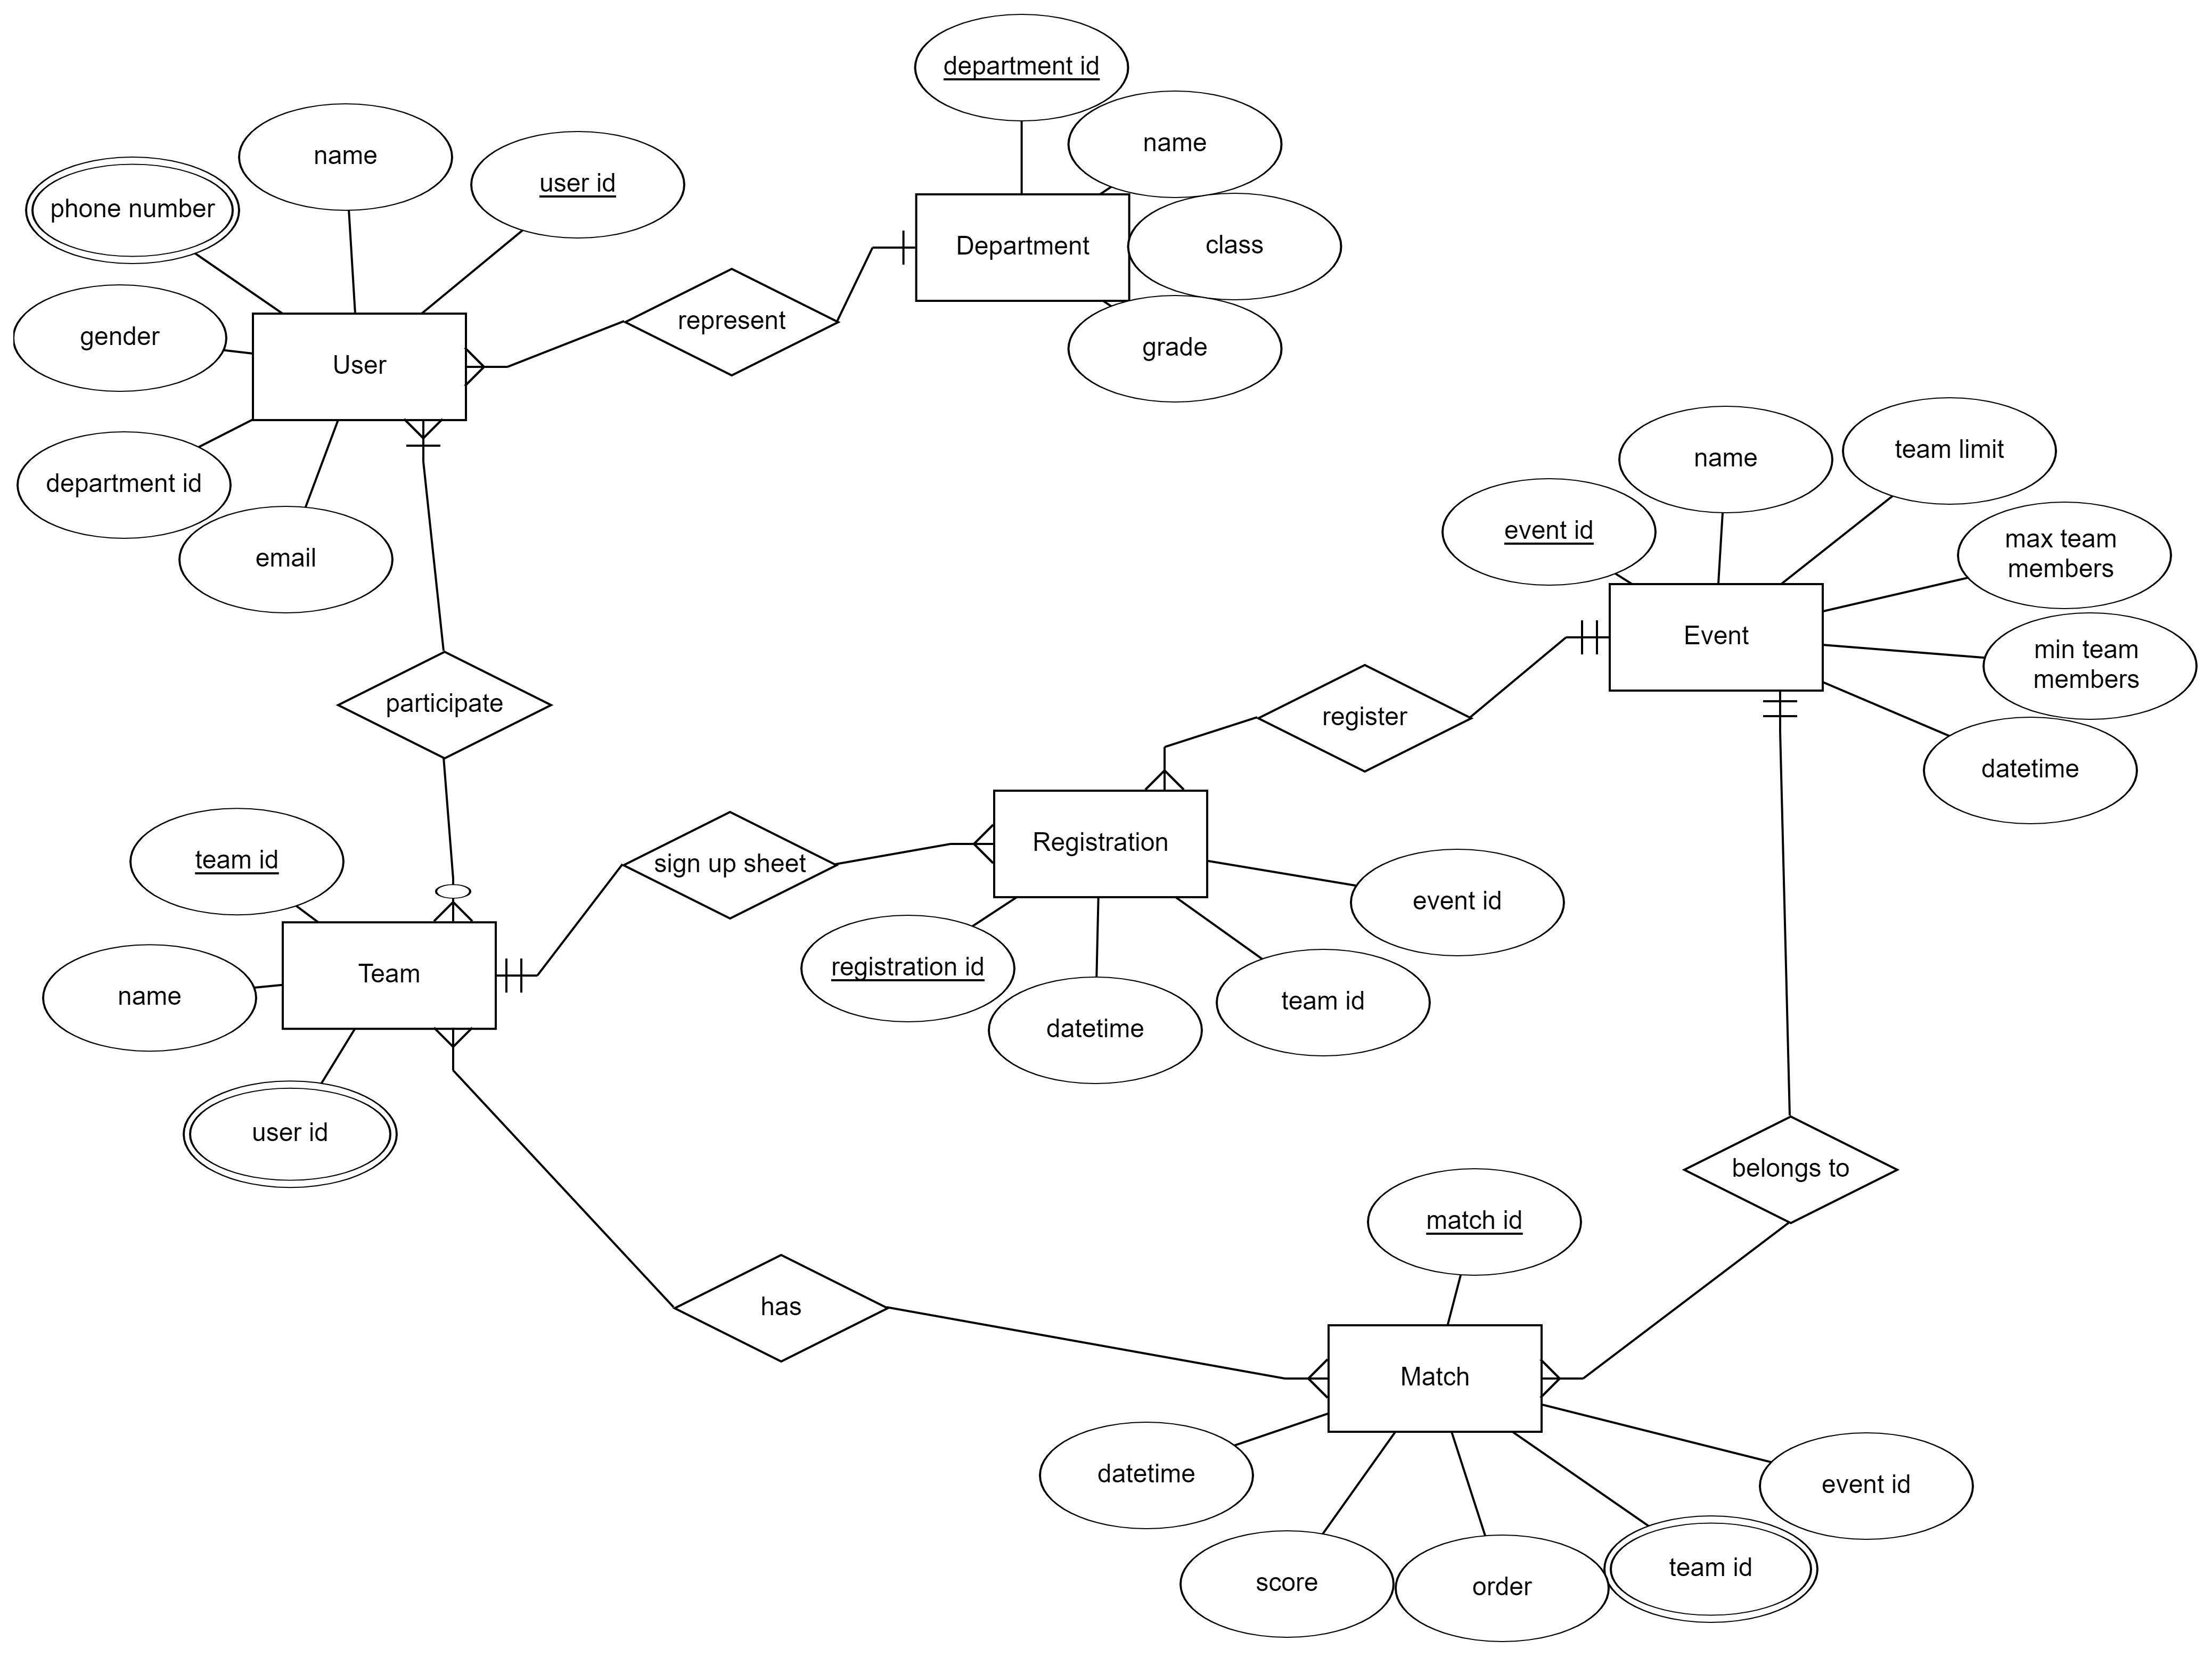 department id
name
name
user id
phone number
Department
class
represent
gender
grade
User
department id
email
name
team limit
event id
max team
members
Event
min team
members
participate
register
datetime
team id
sign up sheet
Registration
event id
registration id
Team
name
datetime
team id
user id
belongs to
match id
has
Match
datetime
event id
score
order
team id